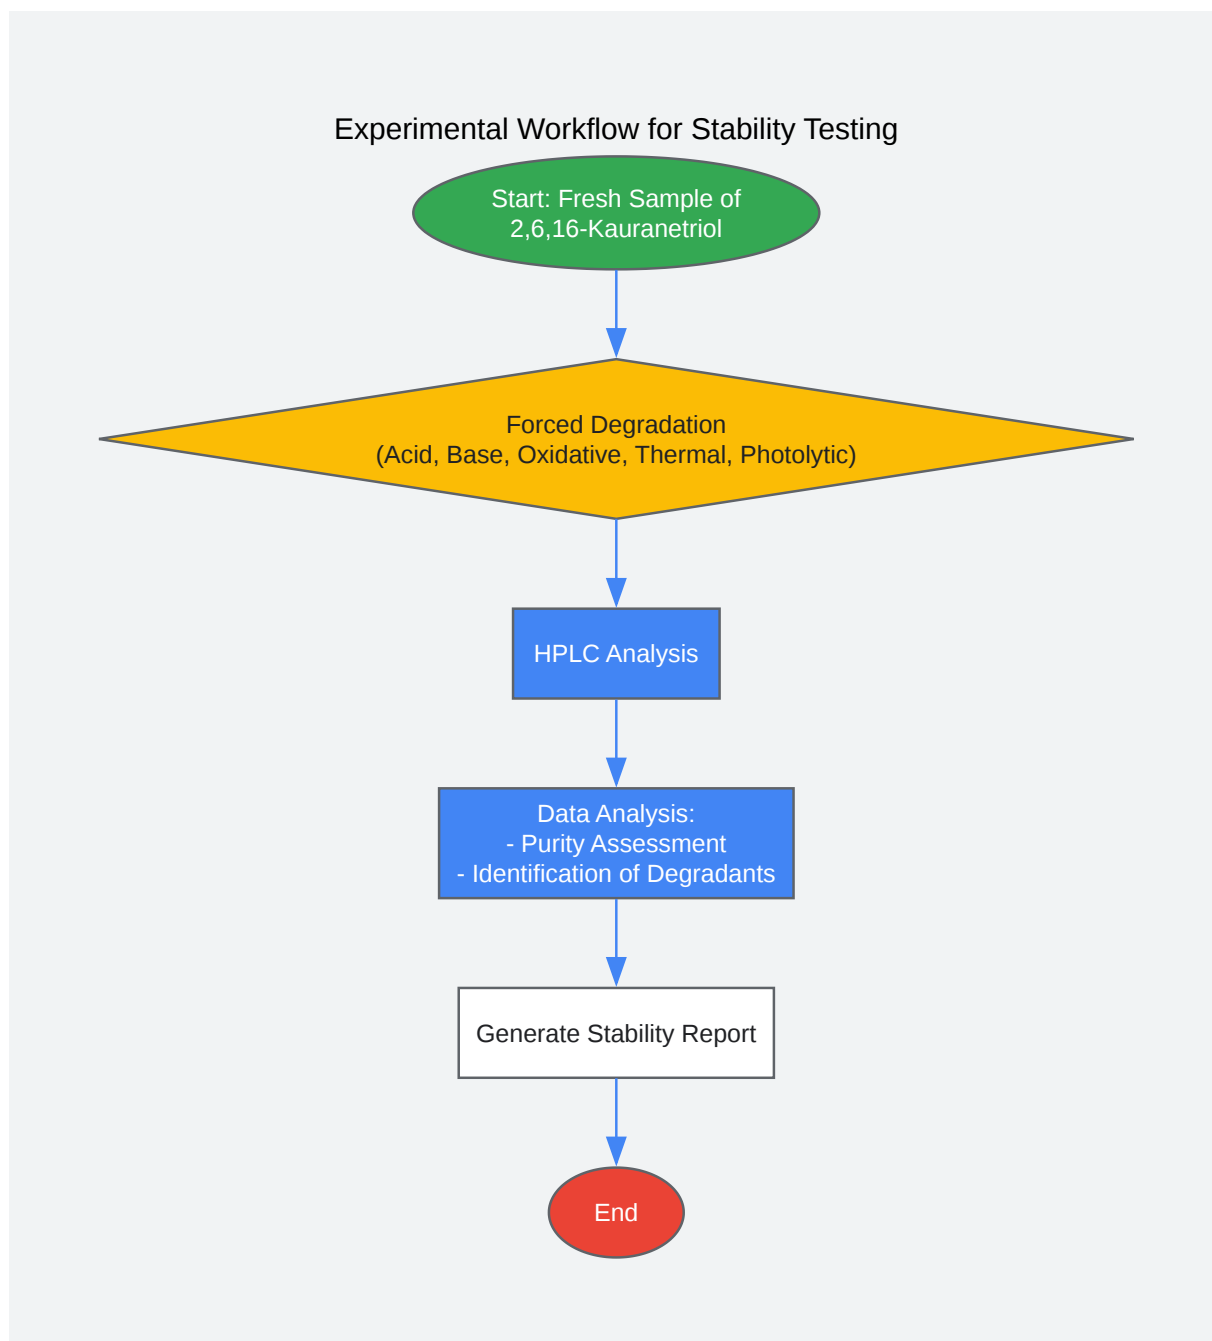 Experimental Workflow for Stability Testing
Start: Fresh Sample of
2,6,16-Kauranetriol
Forced Degradation
(Acid, Base, Oxidative, Thermal, Photolytic)
HPLC Analysis
Data Analysis:
- Purity Assessment
- Identification of Degradants
Generate Stability Report
End